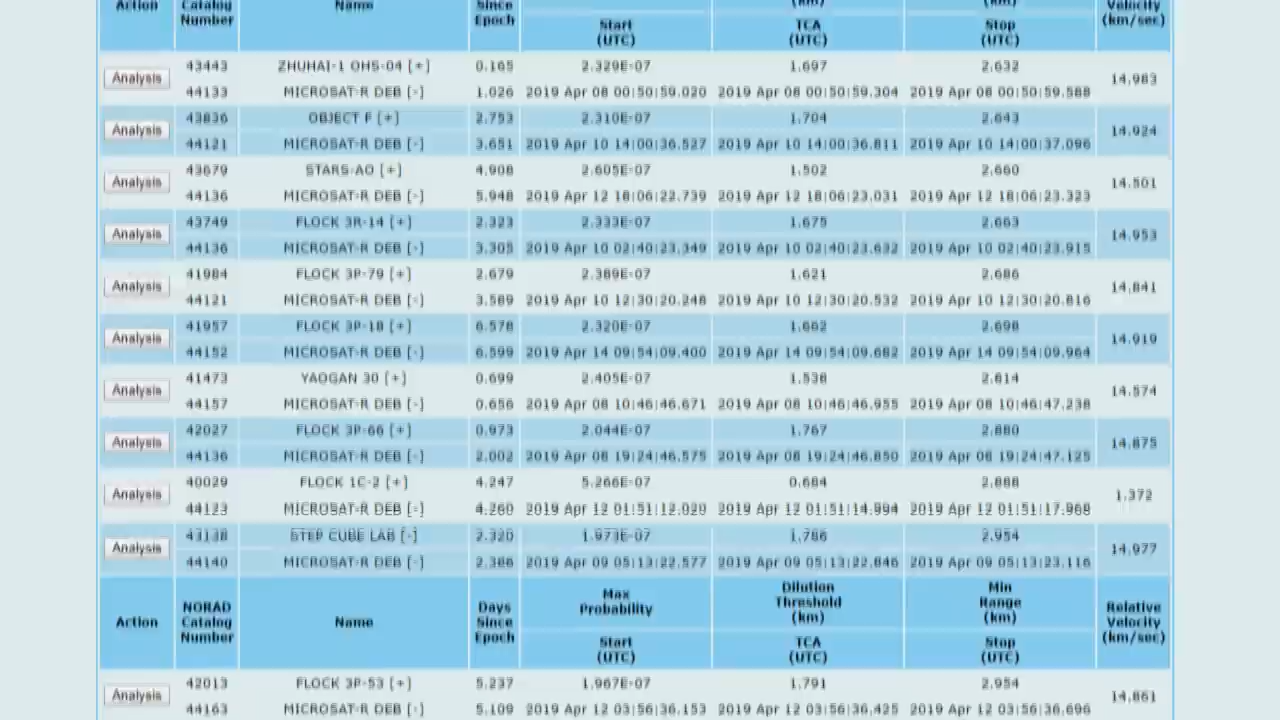 Action Catalog Number Name Since Epoch (km) (km) Velocity (km/sec)
Start (UTC) TCA (UTC) Stop (UTC)
Analysis 43443 ZHUHAI-1 OHS-04 [+] 0.165 2.329E-07 1.697 2.632 14.983
44133 MICROSAT-R DEB [-] 1.026 2019 Apr 08 00:50:59.020 2019 Apr 08 00:50:59.304 2019 Apr 08 00:50:59.588
Analysis 43836 OBJECT F [+] 2.753 2.310E-07 1.704 2.643 14.924
44121 MICROSAT-R DEB [-] 3.651 2019 Apr 10 14:00:36.527 2019 Apr 10 14:00:36.811 2019 Apr 10 14:00:37.096
Analysis 43679 STARS-AO [+] 4.908 2.605E-07 1.502 2.660 14.501
44136 MICROSAT-R DEB [-] 5.948 2019 Apr 12 18:06:22.739 2019 Apr 12 18:06:23.031 2019 Apr 12 18:06:23.323
Analysis 43749 FLOCK 3R-14 [+] 2.323 2.333E-07 1.675 2.663 14.953
44136 MICROSAT-R DEB [-] 3.305 2019 Apr 10 02:40:23.349 2019 Apr 10 02:40:23.632 2019 Apr 10 02:40:23.915
Analysis 41984 FLOCK 3P-79 [+] 2.679 2.389E-07 1.621 2.686 14.841
44121 MICROSAT-R DEB [-] 3.589 2019 Apr 10 12:30:20.248 2019 Apr 10 12:30:20.532 2019 Apr 10 12:30:20.816
Analysis 41957 FLOCK 3P-18 [+] 6.578 2.320E-07 1.662 2.698 14.919
44152 MICROSAT-R DEB [-] 6.599 2019 Apr 14 09:54:09.400 2019 Apr 14 09:54:09.682 2019 Apr 14 09:54:09.964
Analysis 41473 YAOGAN 30 [+] 0.699 2.405E-07 1.538 2.814 14.574
44157 MICROSAT-R DEB [-] 0.656 2019 Apr 08 10:46:46.671 2019 Apr 08 10:46:46.955 2019 Apr 08 10:46:47.238
Analysis 42027 FLOCK 3P-66 [+] 0.973 2.044E-07 1.767 2.880 14.875
44136 MICROSAT-R DEB [-] 2.002 2019 Apr 08 19:24:46.575 2019 Apr 08 19:24:46.850 2019 Apr 08 19:24:47.125
Analysis 40029 FLOCK 1C-2 [+] 4.247 5.266E-07 0.684 2.888 1.372
44123 MICROSAT-R DEB [-] 4.260 2019 Apr 12 01:51:12.020 2019 Apr 12 01:51:14.994 2019 Apr 12 01:51:17.968
Analysis 43138 STEP CUBE LAB [-] 2.320 1.973E-07 1.786 2.954 14.977
44140 MICROSAT-R DEB [-] 2.386 2019 Apr 09 05:13:22.577 2019 Apr 09 05:13:22.846 2019 Apr 09 05:13:23.116
Action NORAD Catalog Number Name Days Since Epoch Max Probability Dilution Threshold (km) Min Range (km) Relative Velocity (km/sec)
Start (UTC) TCA (UTC) Stop (UTC)
Analysis 42013 FLOCK 3P-53 [+] 5.237 1.967E-07 1.791 2.954 14.861
44163 MICROSAT-R DEB [-] 5.109 2019 Apr 12 03:56:36.153 2019 Apr 12 03:56:36.425 2019 Apr 12 03:56:36.696